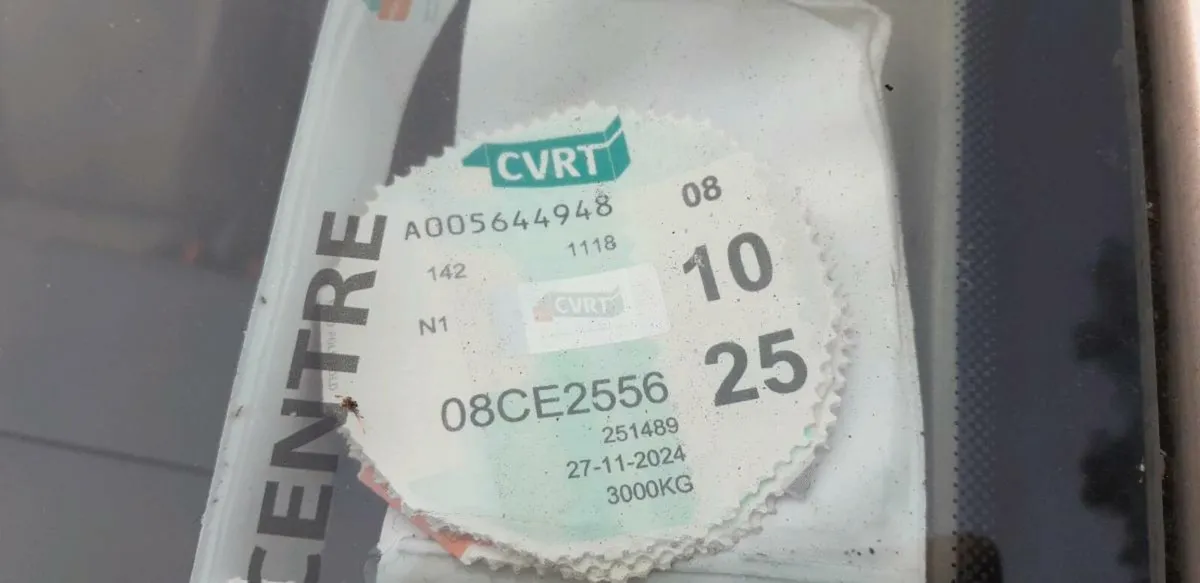 CVRT
A005644948
08
142
1118
10
N1
CVRT
25
08CE2556
251489
27-11-2024
3000KG
CENTRE